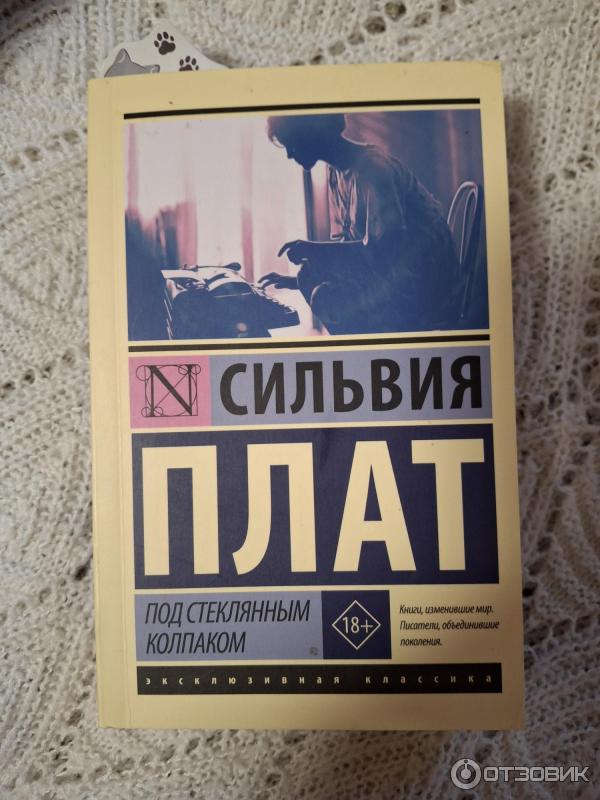 N
СИЛЬВИЯ
ПЛАТ
ПОД СТЕКЛЯННЫМ
КОЛПАКОМ
18+
Книги, изменившие мир.
Писатели, объединившие
поколения.
эксклюзивная классика
ОТЗОВИК